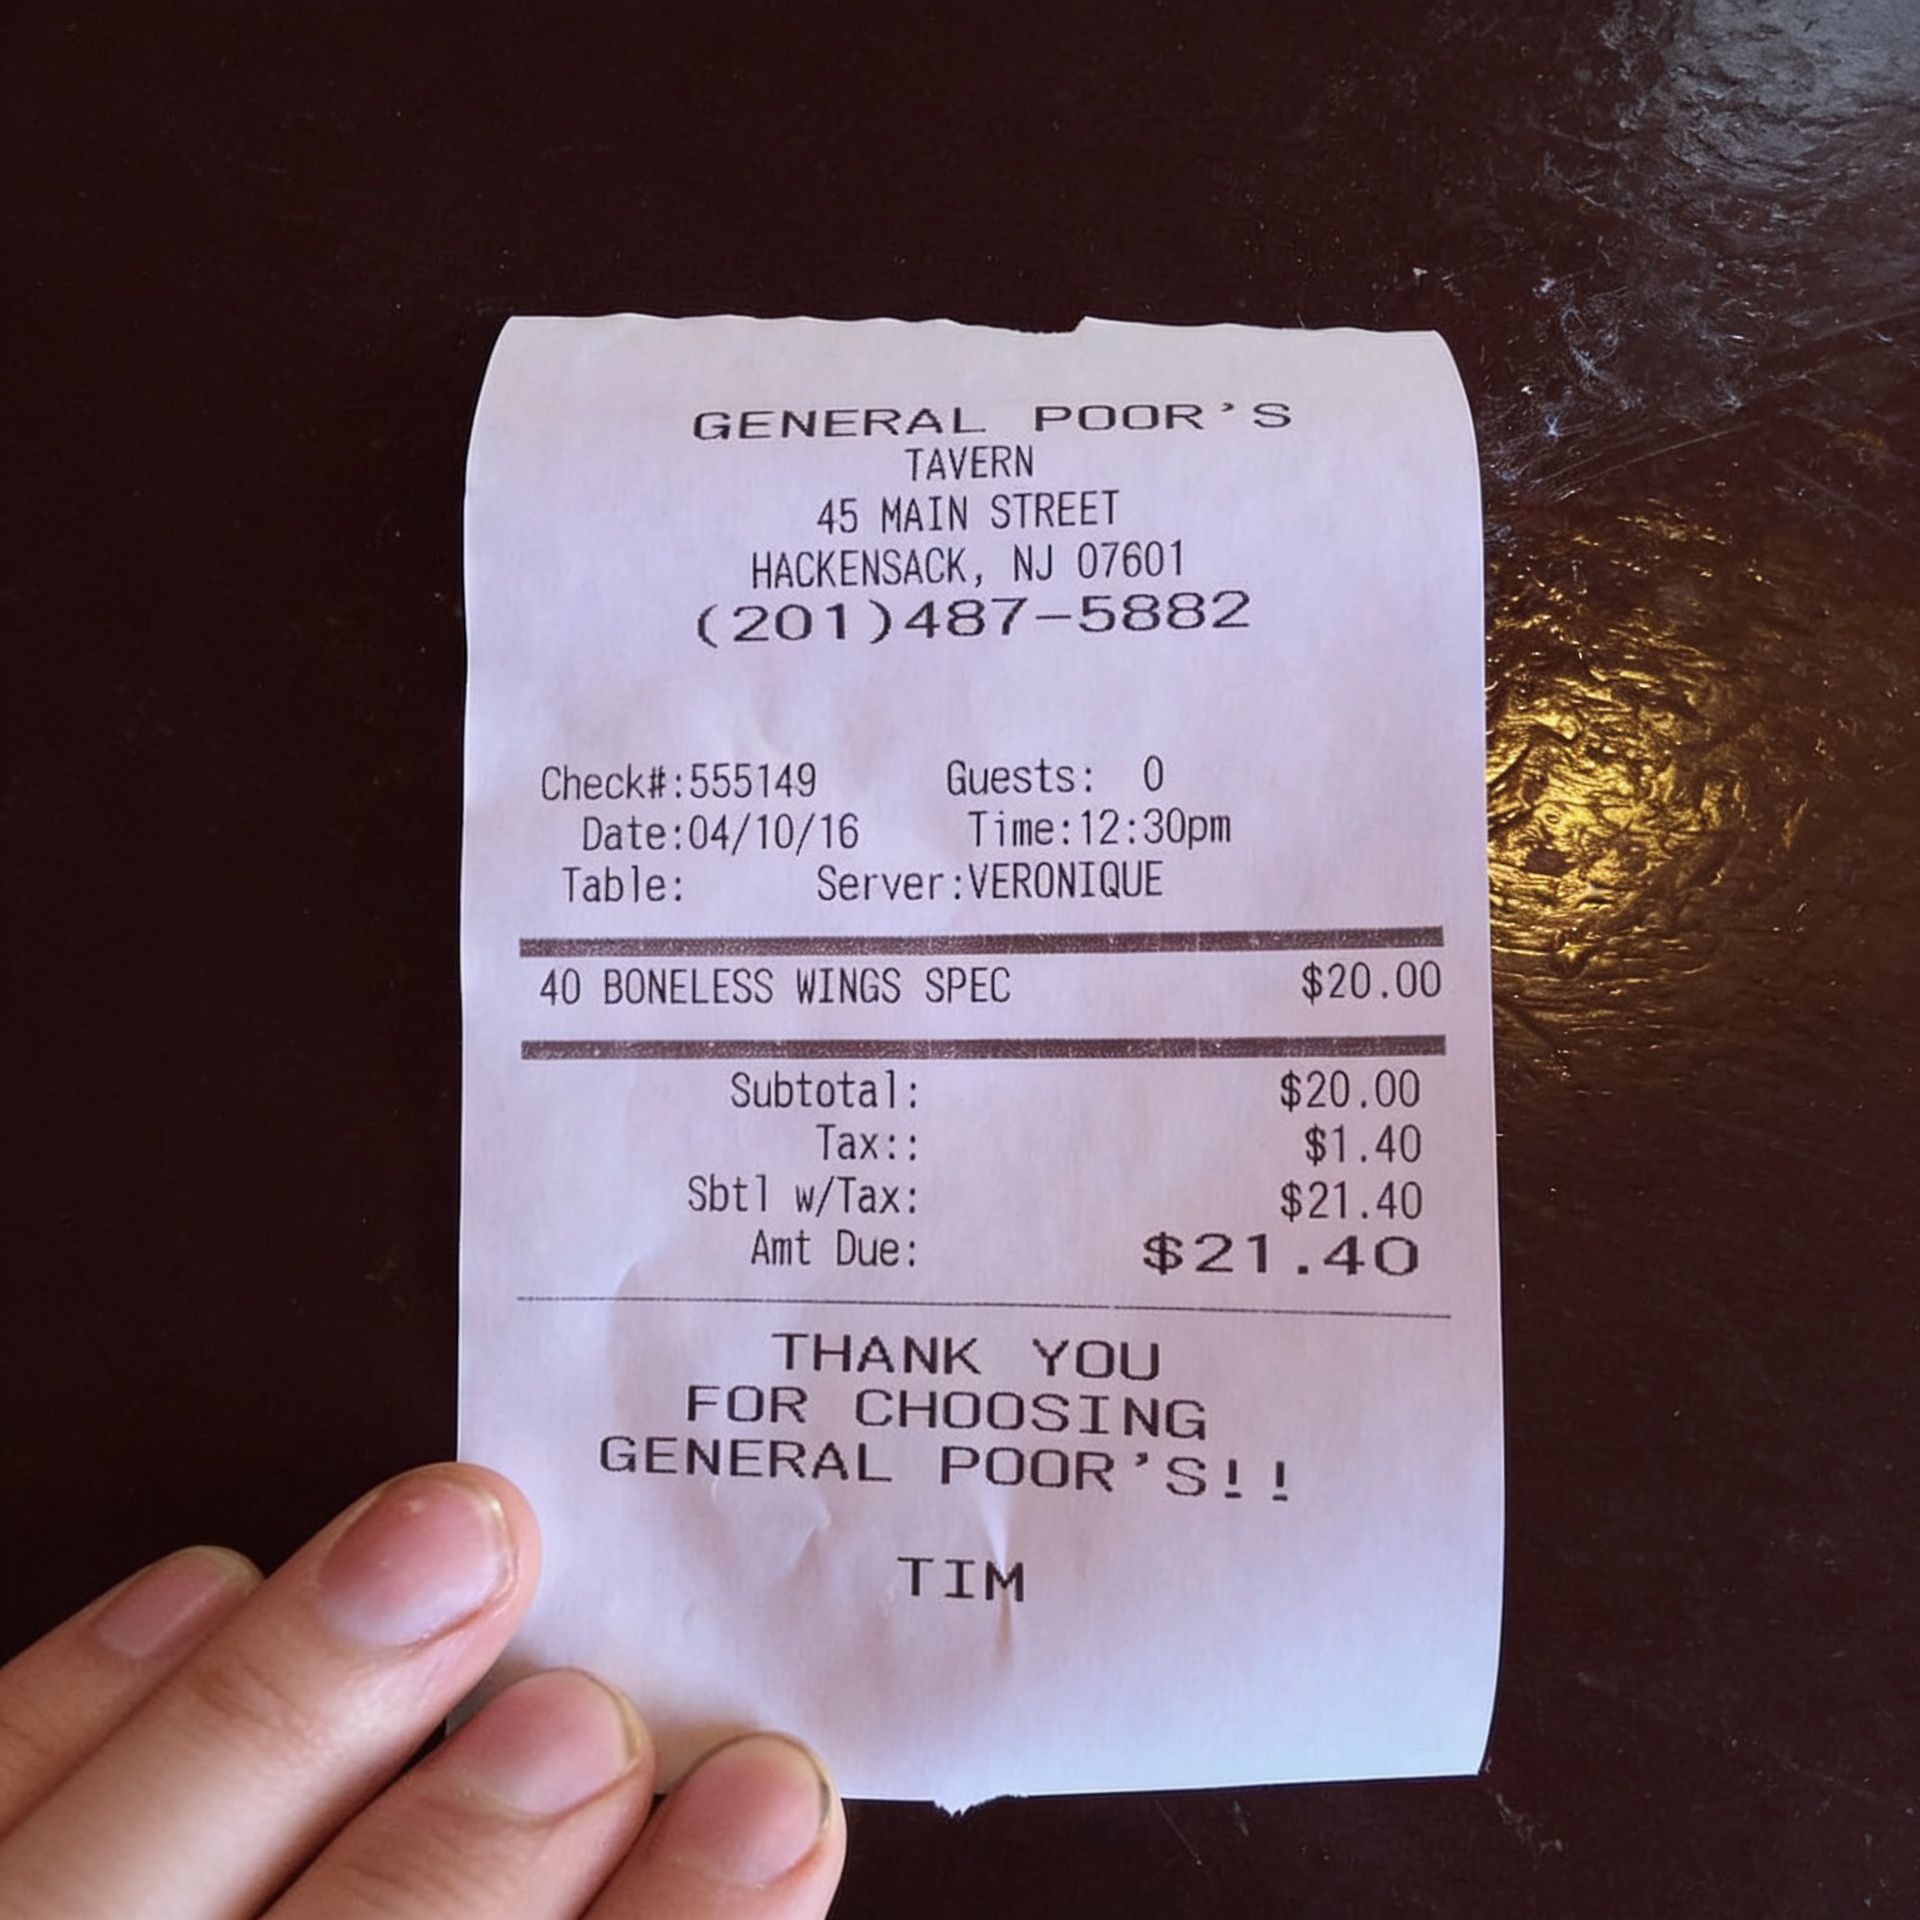 GENERAL POOR'S
TAVERN
45 MAIN STREET
HACKENSACK, NJ 07601
(201)487-5882
Check#:555149 Guests: 0
Date:04/10/16 Time:12:30pm
Table: Server:VERONIQUE
40 BONELESS WINGS SPEC $20.00
Subtotal: $20.00
Tax:: $1.40
Sbtl w/Tax: $21.40
Amt Due: $21.40
THANK YOU
FOR CHOOSING
GENERAL POOR'S!!
TIM